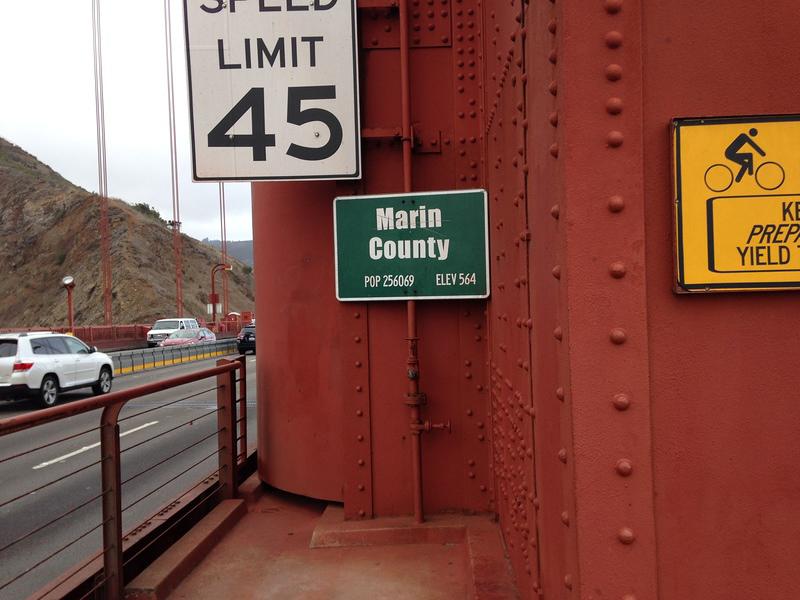 SPEED
LIMIT
45
Marin
County
POP 256069 ELEV 564
YIELD